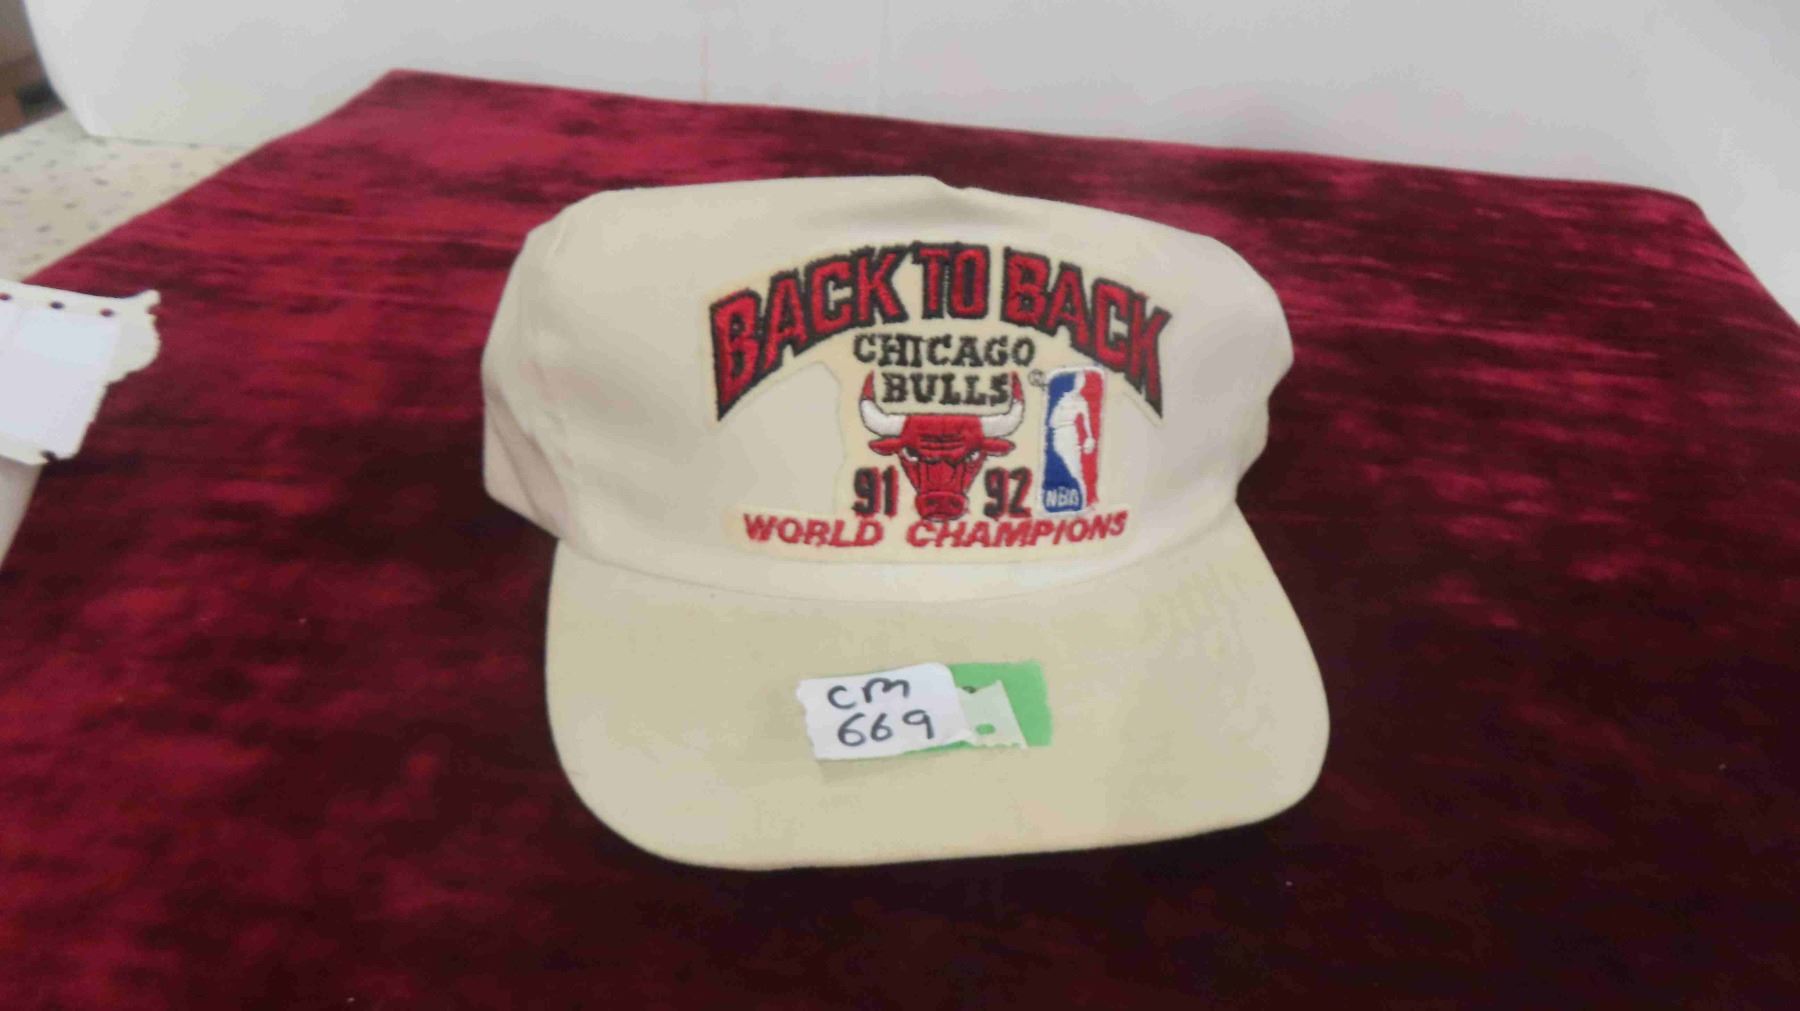 BACK TO BACK
CHICAGO
BULLS ®
91 92
NBA
WORLD CHAMPIONS
CM
669